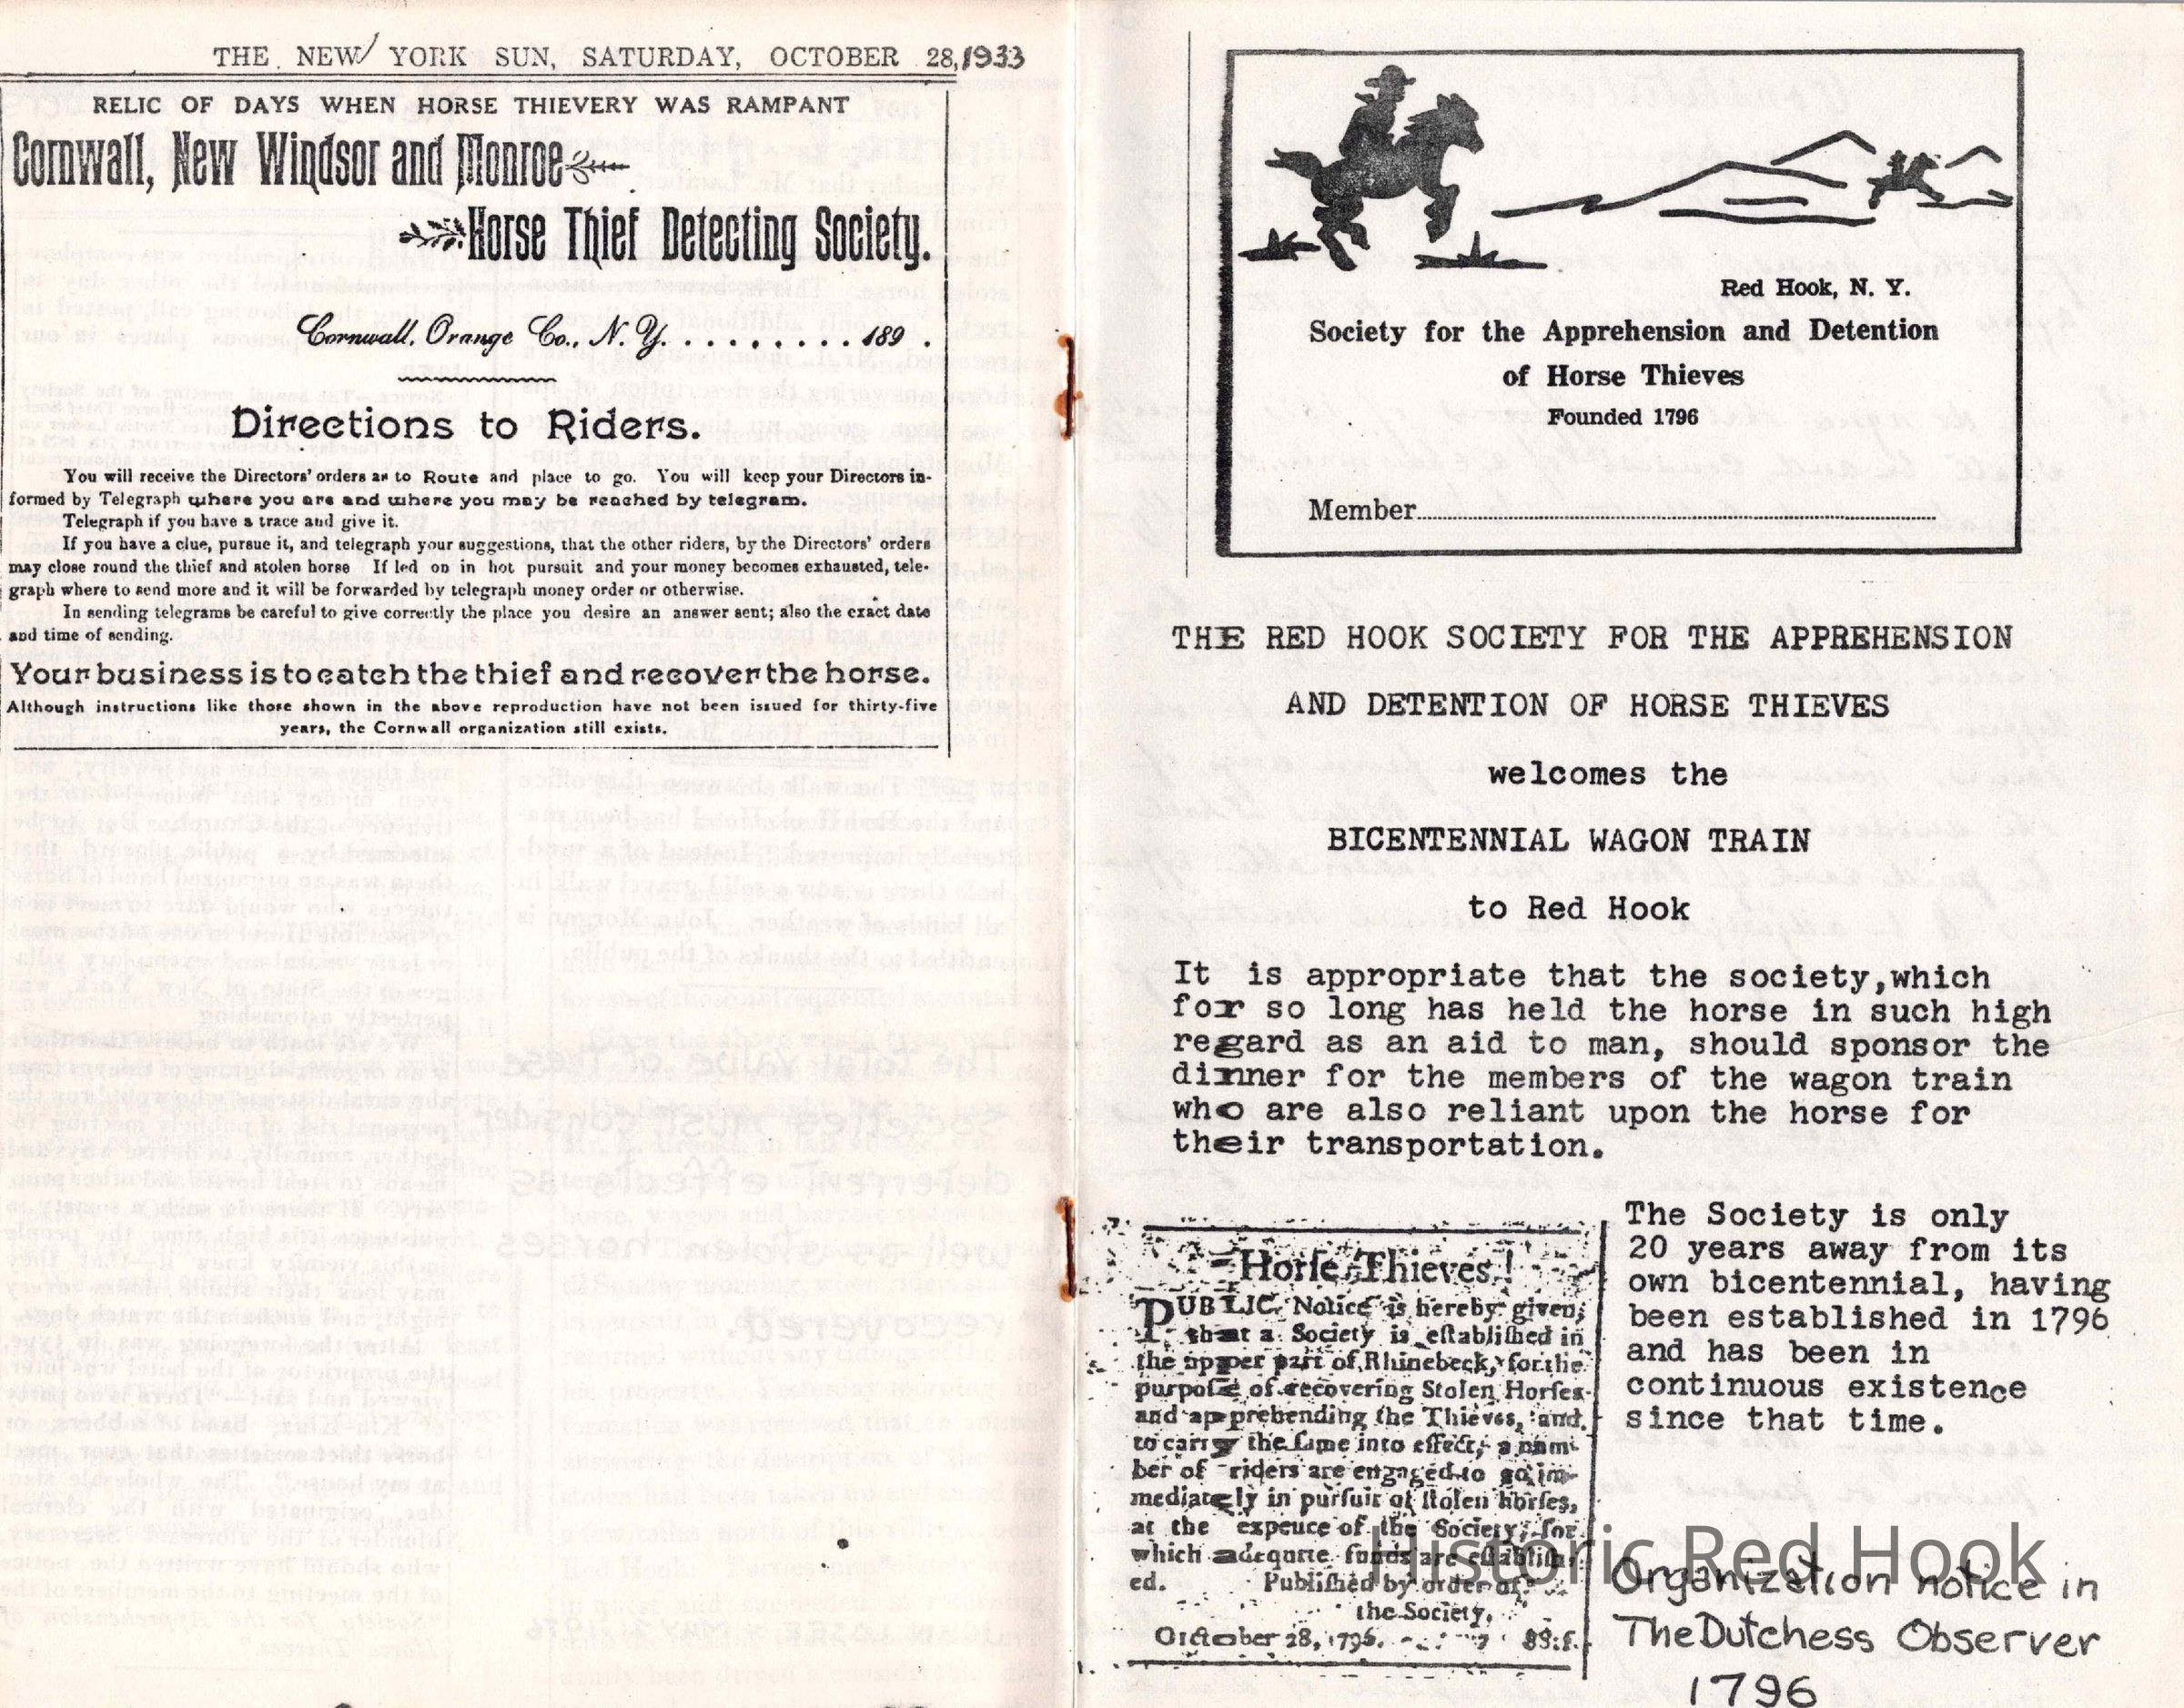 THE NEW YORK SUN, SATURDAY, OCTOBER 28, 1933
RELIC OF DAYS WHEN HORSE THIEVERY WAS RAMPANT
Cornwall, New Windsor and Monroe
Horse Thief Detecting Society.
Cornwall, Orange Co., N. Y. . . . . . . . . . 189 .
Directions to Riders.
You will receive the Directors' orders as to Route and place to go. You will keep your Directors in-
formed by Telegraph where you are and where you may be reached by telegram.
Telegraph if you have a trace and give it.
If you have a clue, pursue it, and telegraph your suggestions, that the other riders, by the Directors' orders
may close round the thief and stolen horse If led on in hot pursuit and your money becomes exhausted, tele-
graph where to send more and it will be forwarded by telegraph money order or otherwise.
In sending telegrams be careful to give correctly the place you desire an answer sent; also the exact date
and time of sending.
Your business is to catch the thief and recover the horse.
Although instructions like those shown in the above reproduction have not been issued for thirty-five
years, the Cornwall organization still exists.
Red Hook, N. Y.
Society for the Apprehension and Detention
of Horse Thieves
Founded 1796
Member
THE RED HOOK SOCIETY FOR THE APPREHENSION
AND DETENTION OF HORSE THIEVES
welcomes the
BICENTENNIAL WAGON TRAIN
to Red Hook
It is appropriate that the society,which
for so long has held the horse in such high
regard as an aid to man, should sponsor the
dinner for the members of the wagon train
who are also reliant upon the horse for
their transportation.
The Society is only
20 years away from its
own bicentennial, having
been established in 1796
and has been in
continuous existence
since that time.
Horſe Thieves!
PUBLIC Notice is hereby given,
that a Society is eſtabliſhed in
the upper part of Rhinebeck, for the
purpoſe of recovering Stolen Horſes
and apprehending the Thieves, and
to carry the ſame into effect, a num-
ber of riders are engaged to go im-
mediately in purſuit of ſtolen horſes,
at the expence of the Society, for
which adequate funds are eſtabliſh-
ed. Publiſhed by order of
the Society.
October 28, 1796.
Organization notice in
The Dutchess Observer
1796
Historic Red Hook